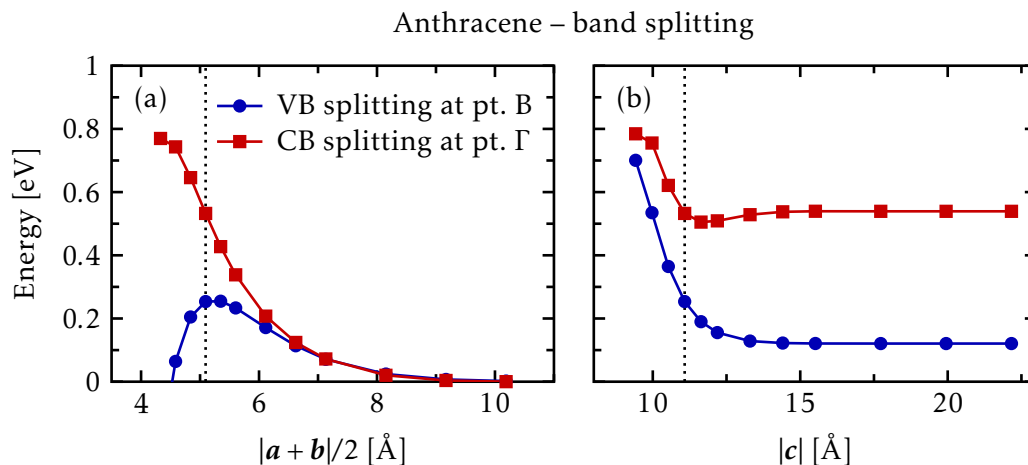 Anthracene – band splitting
Energy [eV]
1
0.8
0.6
0.4
0.2
0
(a)
VB splitting at pt. B
CB splitting at pt. Γ
4 6 8 10
|a + b|/2 [Å]
(b)
10 15 20
|c| [Å]